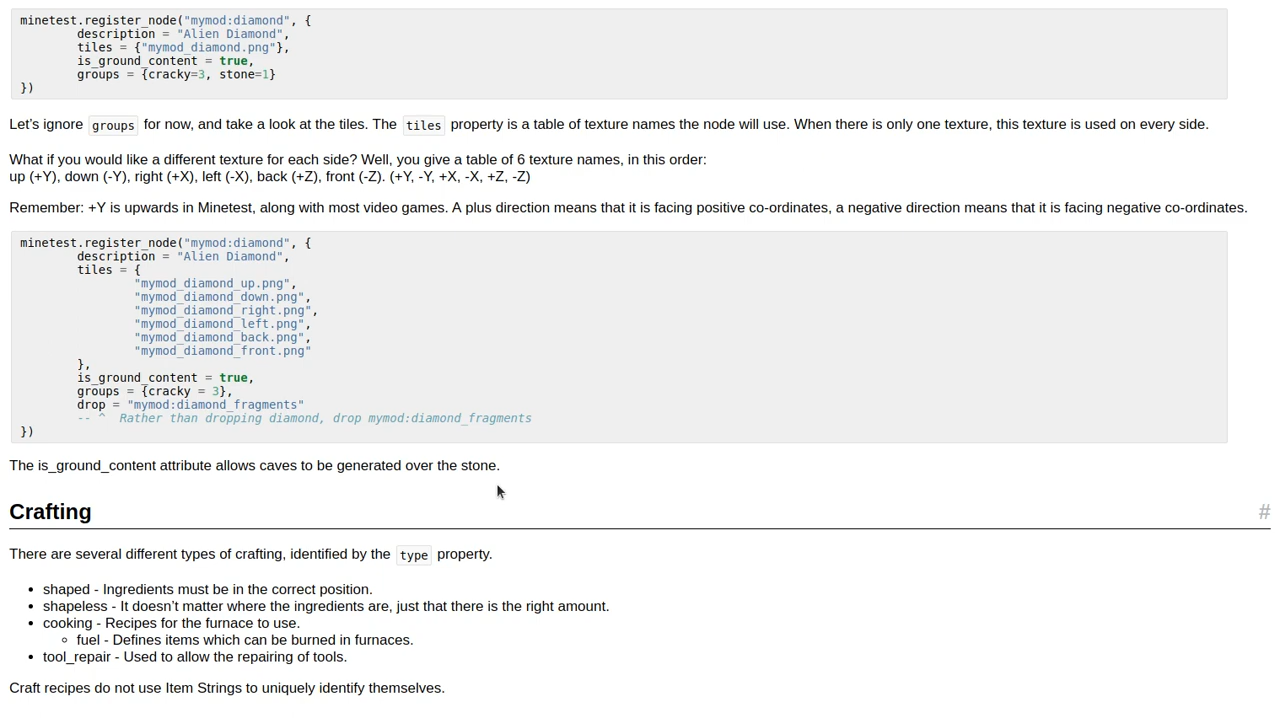 minetest.register_node("mymod:diamond", {
        description = "Alien Diamond",
        tiles = {"mymod_diamond.png"},
        is_ground_content = true,
        groups = {cracky=3, stone=1}
})
Let’s ignore groups for now, and take a look at the tiles. The tiles property is a table of texture names the node will use. When there is only one texture, this texture is used on every side.
What if you would like a different texture for each side? Well, you give a table of 6 texture names, in this order:
up (+Y), down (-Y), right (+X), left (-X), back (+Z), front (-Z). (+Y, -Y, +X, -X, +Z, -Z)
Remember: +Y is upwards in Minetest, along with most video games. A plus direction means that it is facing positive co-ordinates, a negative direction means that it is facing negative co-ordinates.
minetest.register_node("mymod:diamond", {
        description = "Alien Diamond",
        tiles = {
                "mymod_diamond_up.png",
                "mymod_diamond_down.png",
                "mymod_diamond_right.png",
                "mymod_diamond_left.png",
                "mymod_diamond_back.png",
                "mymod_diamond_front.png"
        },
        is_ground_content = true,
        groups = {cracky = 3},
        drop = "mymod:diamond_fragments"
        -- ^  Rather than dropping diamond, drop mymod:diamond_fragments
})
The is_ground_content attribute allows caves to be generated over the stone.
Crafting #
There are several different types of crafting, identified by the type property.
• shaped - Ingredients must be in the correct position.
• shapeless - It doesn’t matter where the ingredients are, just that there is the right amount.
• cooking - Recipes for the furnace to use.
◦ fuel - Defines items which can be burned in furnaces.
• tool_repair - Used to allow the repairing of tools.
Craft recipes do not use Item Strings to uniquely identify themselves.